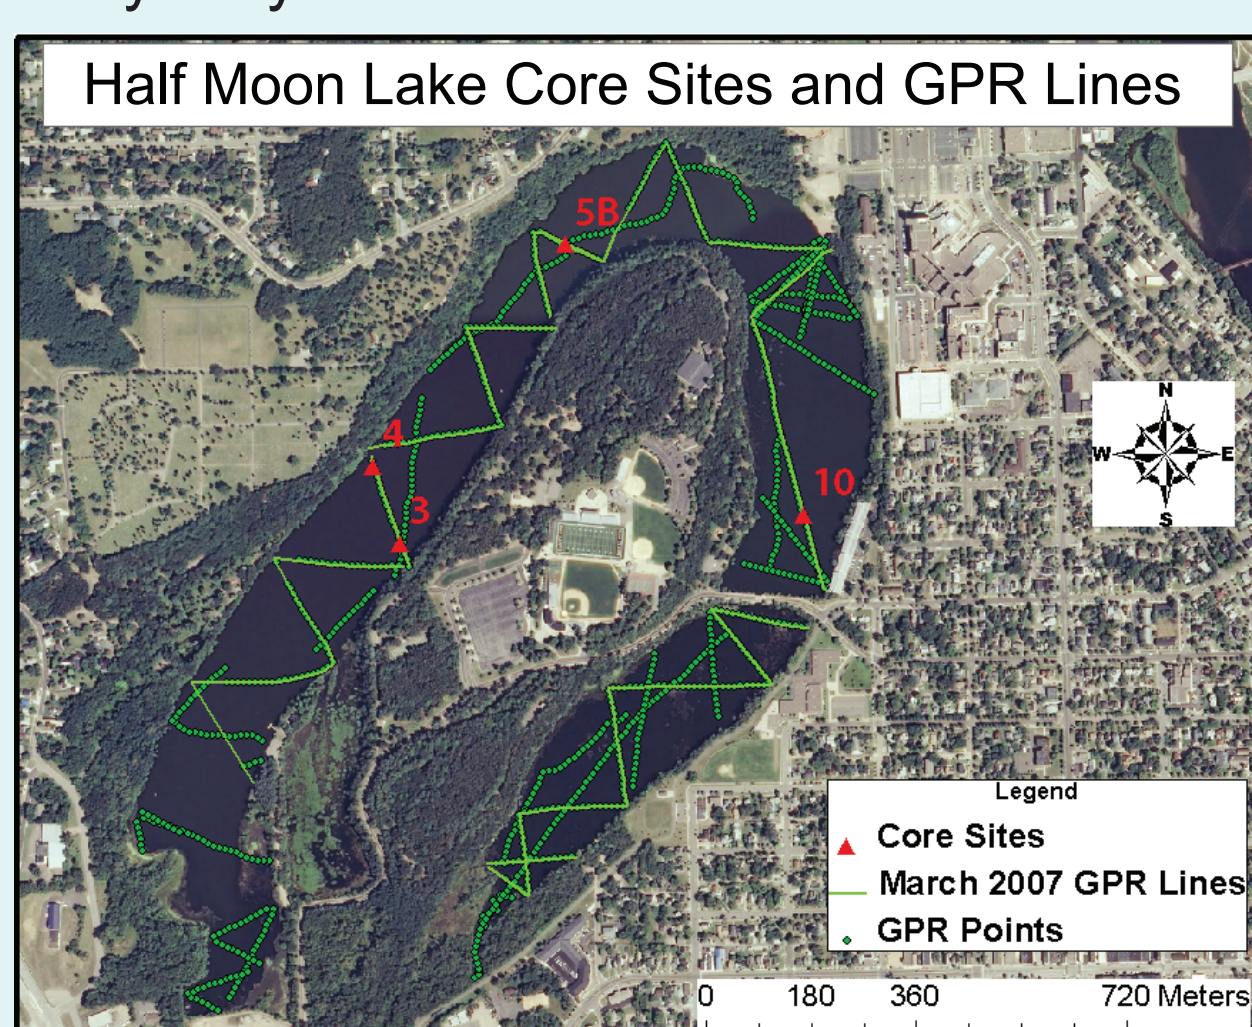 Half Moon Lake Core Sites and GPR Lines
5B
4
3
10
N
W E
S
Legend
Core Sites
March 2007 GPR Lines
GPR Points
0 180 360 720 Meters